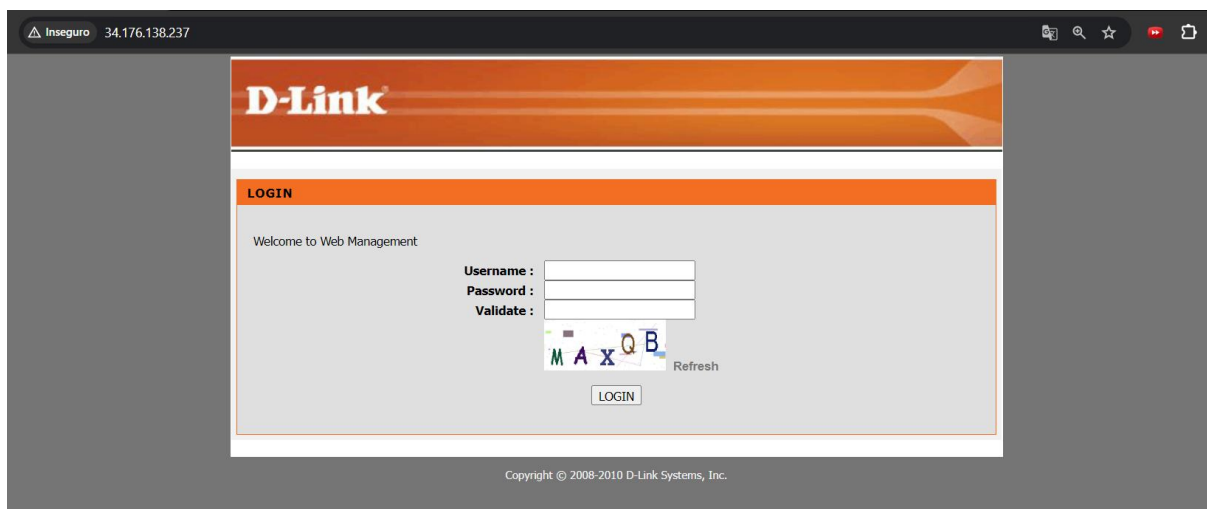 Inseguro 34.176.138.237
D-Link
LOGIN
Welcome to Web Management
Username :
Password :
Validate :
M A X Q B
Refresh
LOGIN
Copyright © 2008-2010 D-Link Systems, Inc.